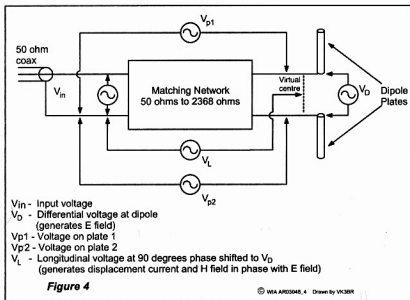 Vp1
50 ohm
coax
Vin
Matching Network
50 ohms to 2368 ohms
Virtual
centre
VD
Dipole
Plates
VL
Vp2
Vin - Input voltage
VD - Differential voltage at dipole
(generates E field)
Vp1 - Voltage on plate 1
Vp2 - Voltage on plate 2
VL - Longitudinal voltage at 90 degrees phase shifted to VD
(generates displacement current and H field in phase with E field)
Figure 4
© WIA AR03048_4 Drawn by VK3BR